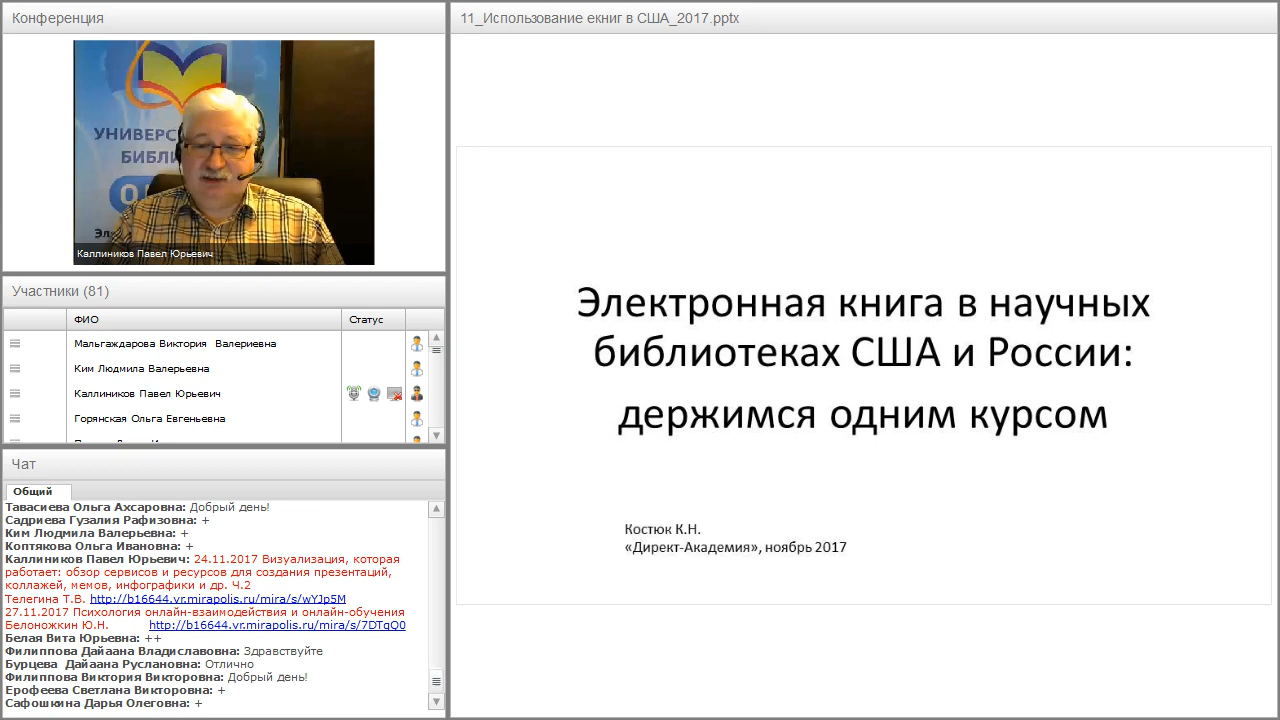 Конференция
УНИВЕРС
БИБЛИ
Каллиников Павел Юрьевич
Участники (81)
ФИО Статус
Мальгаждарова Виктория Валериевна
Ким Людмила Валерьевна
Каллиников Павел Юрьевич
Горянская Ольга Евгеньевна
Чат
Общий
Тавасиева Ольга Ахсаровна: Добрый день!
Садриева Гузалия Рафизовна: +
Ким Людмила Валерьевна: +
Коптякова Ольга Ивановна: +
Каллиников Павел Юрьевич: 24.11.2017 Визуализация, которая
работает: обзор сервисов и ресурсов для создания презентаций,
коллажей, мемов, инфографики и др. Ч.2
Телегина Т.В. http://b16644.vr.mirapolis.ru/mira/s/wYJp5M
27.11.2017 Психология онлайн-взаимодействия и онлайн-обучения
Белоножкин Ю.Н. http://b16644.vr.mirapolis.ru/mira/s/7DTqQ0
Белая Вита Юрьевна: ++
Филиппова Дайаана Владиславовна: Здравствуйте
Бурцева Дайаана Руслановна: Отлично
Филиппова Виктория Викторовна: Добрый день!
Ерофеева Светлана Викторовна: +
Сафошкина Дарья Олеговна: +
11_Использование екниг в США_2017.pptx
Электронная книга в научных
библиотеках США и России:
держимся одним курсом
Костюк К.Н.
«Директ-Академия», ноябрь 2017